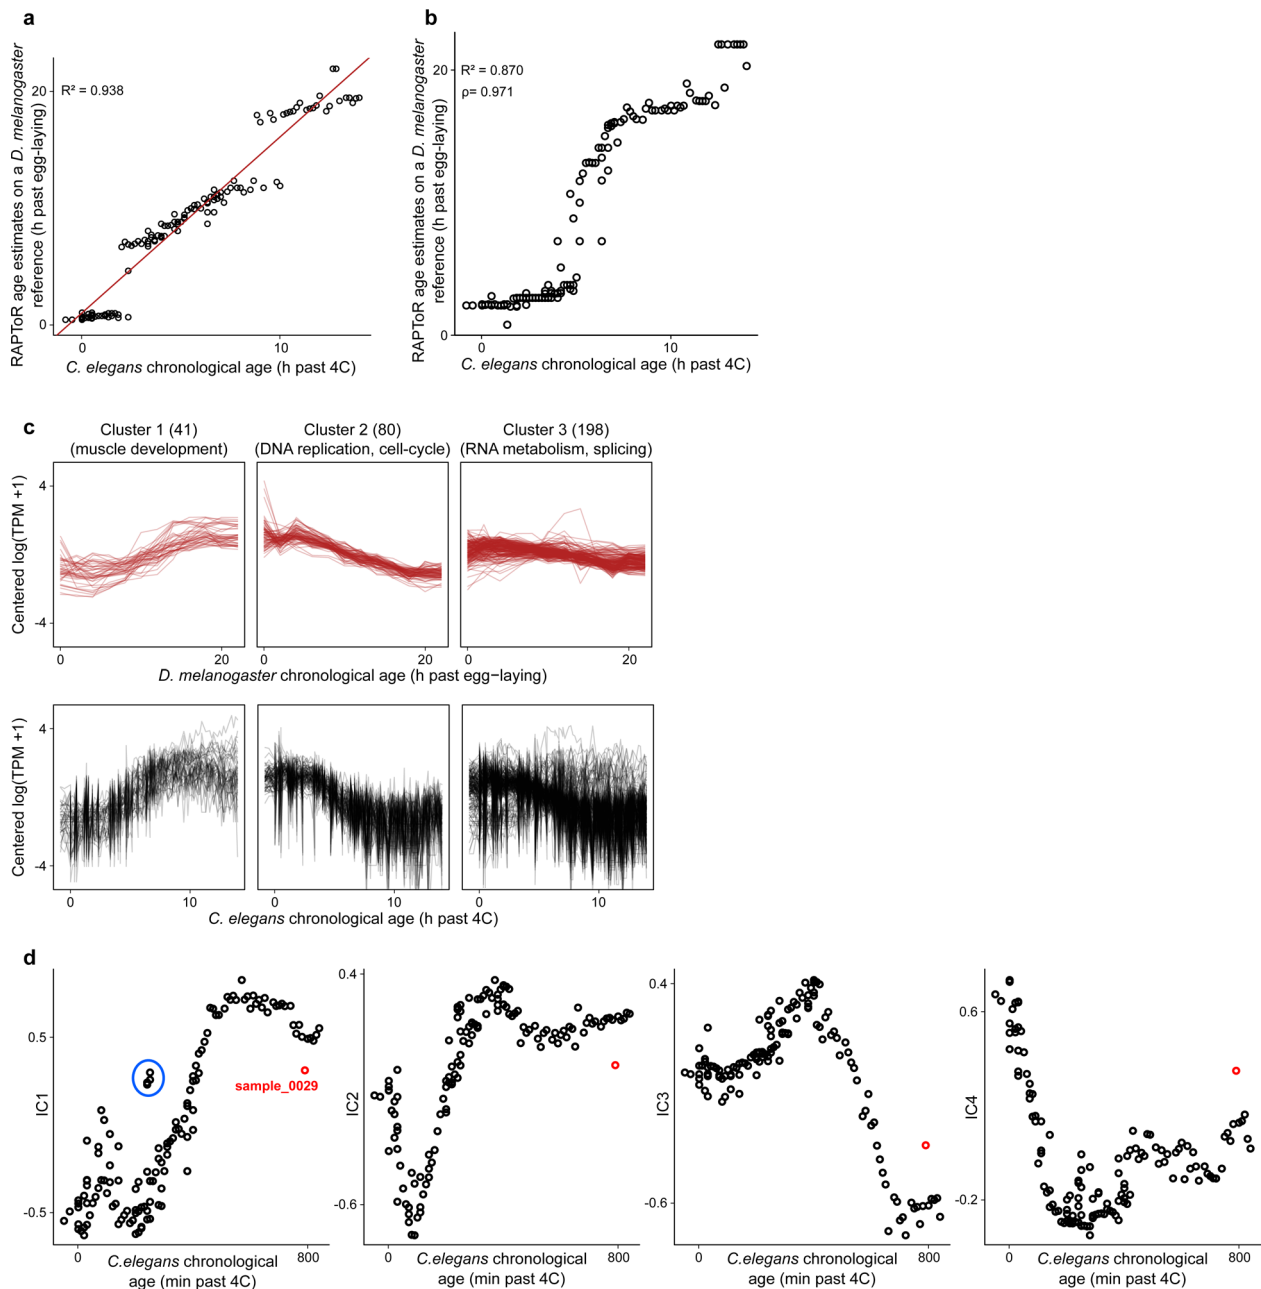 a
RAPToR age estimates on a D. melanogaster
reference (h past egg-laying)
R² = 0.938
20
0
0
10
C. elegans chronological age (h past 4C)
b
RAPToR age estimates on a D. melanogaster
reference (h past egg-laying)
R² = 0.870
ρ= 0.971
20
0
0
10
C. elegans chronological age (h past 4C)
c
Cluster 1 (41)
(muscle development)
Cluster 2 (80)
(DNA replication, cell-cycle)
Cluster 3 (198)
(RNA metabolism, splicing)
Centered log(TPM +1)
4
-4
0
20
0
20
0
20
D. melanogaster chronological age (h past egg−laying)
Centered log(TPM +1)
4
-4
0
10
0
10
0
10
C. elegans chronological age (h past 4C)
d
IC1
0.5
-0.5
sample_0029
0
800
C.elegans chronological
age (min past 4C)
IC2
0.4
-0.6
0
800
C.elegans chronological
age (min past 4C)
IC3
0.4
-0.6
0
800
C.elegans chronological
age (min past 4C)
IC4
0.6
-0.2
0
800
C.elegans chronological
age (min past 4C)